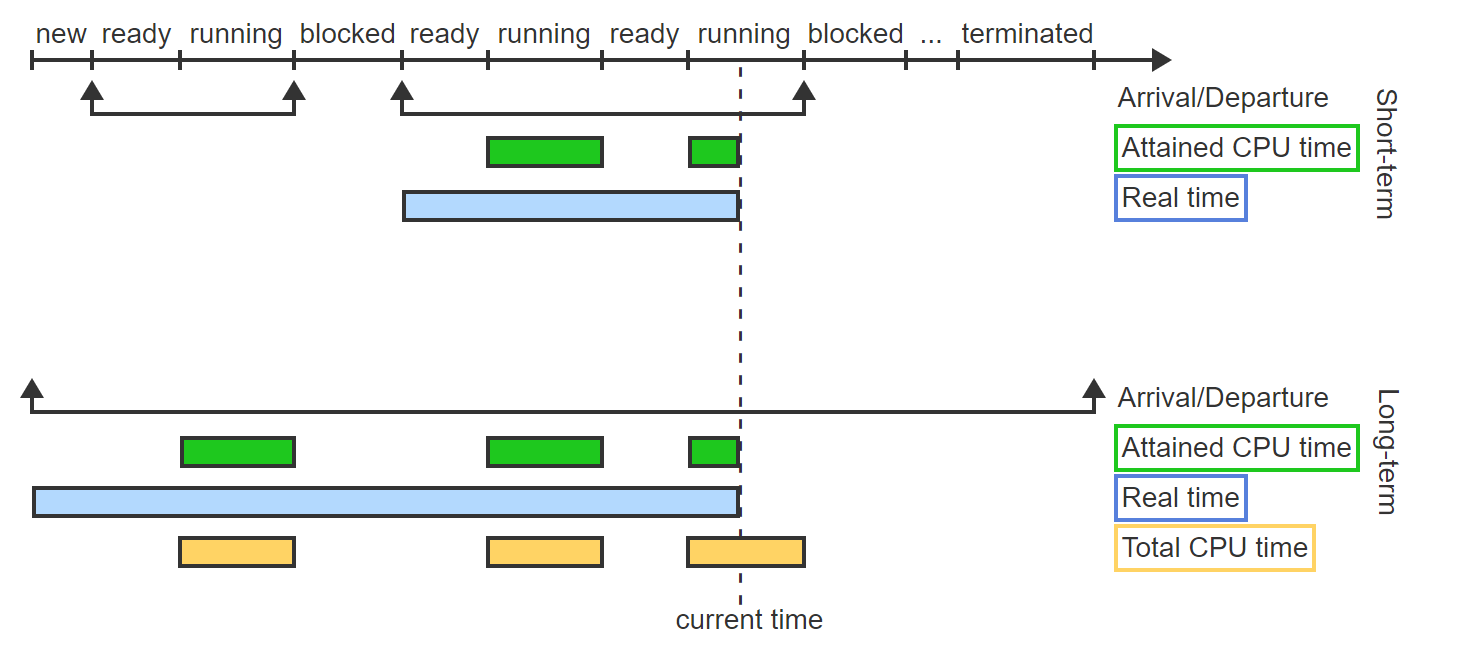 new ready running blocked ready running ready running blocked ... terminated
Arrival/Departure
Attained CPU time
Real time
Short-term
Arrival/Departure
Attained CPU time
Real time
Total CPU time
Long-term
current time